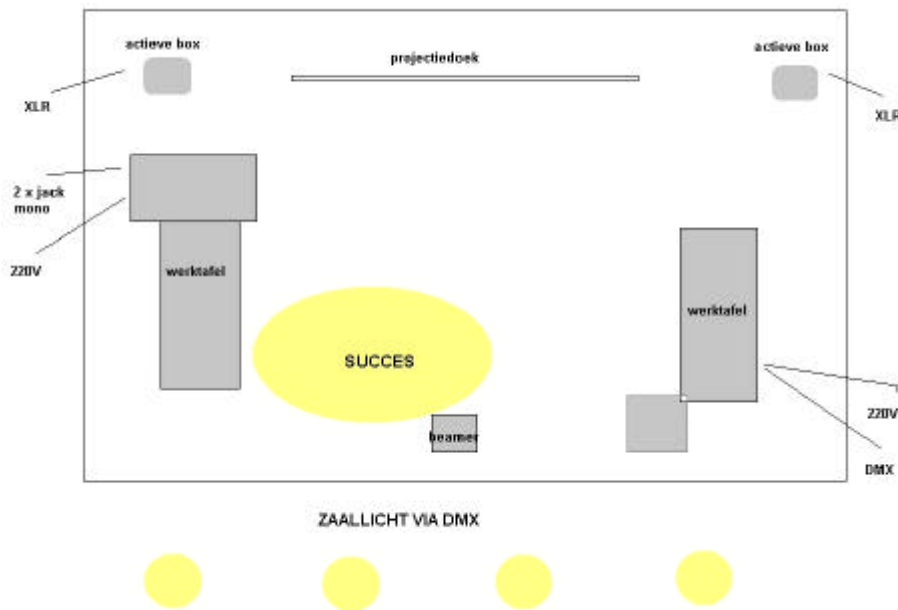 actieve box
projectiedoek
actieve box
XLR
XLR
2 x jack
mono
220V
werktafel
werktafel
SUCCES
beamer
220V
DMX
ZAALLICHT VIA DMX